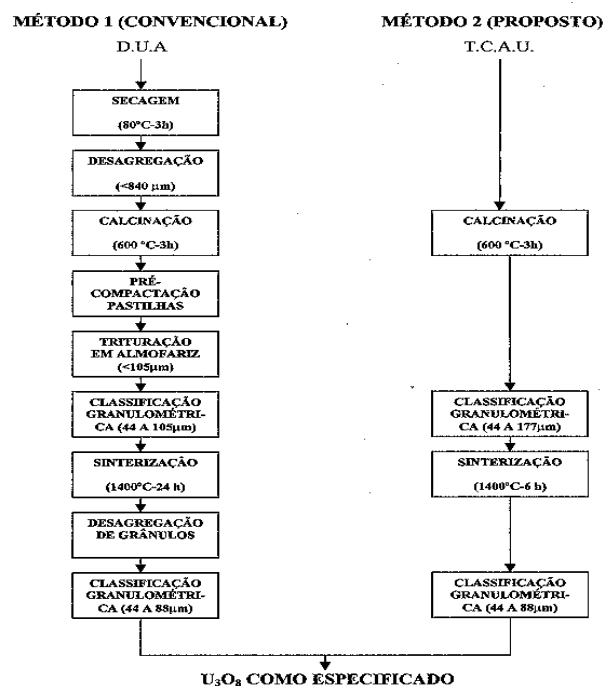 MÉTODO 1 (CONVENCIONAL)
D.U.A
SECAGEM
(80°C-3h)
DESAGREGAÇÃO
(<840 µm)
CALCINAÇÃO
(600 °C-3h)
PRÉ-
COMPACTAÇÃO
PASTILHAS
TRITURAÇÃO
EM ALMOFARIZ
(<105µm)
CLASSIFICAÇÃO
GRANULOMÉTRI-
CA (44 A 105µm)
SINTERIZAÇÃO
(1400°C-24 h)
DESAGREGAÇÃO
DE GRÂNULOS
CLASSIFICAÇÃO
GRANULOMÉTRI-
CA (44 A 88µm)
MÉTODO 2 (PROPOSTO)
T.C.A.U.
CALCINAÇÃO
(600 °C-3h)
CLASSIFICAÇÃO
GRANULOMÉTRI-
CA (44 A 177µm)
SINTERIZAÇÃO
(1400°C-6 h)
CLASSIFICAÇÃO
GRANULOMÉTRI-
CA (44 A 88µm)
U₃O₈ COMO ESPECIFICADO